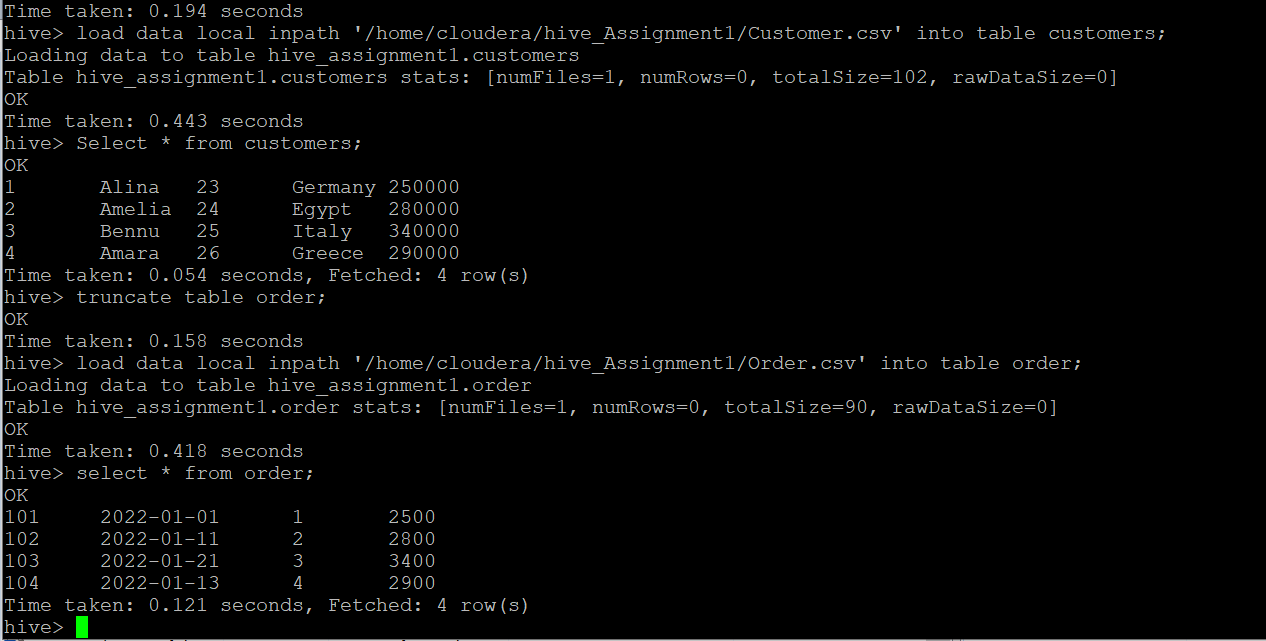 Time taken: 0.194 seconds
hive> load data local inpath '/home/cloudera/hive_Assignment1/Customer.csv' into table customers;
Loading data to table hive_assignment1.customers
Table hive_assignment1.customers stats: [numFiles=1, numRows=0, totalSize=102, rawDataSize=0]
OK
Time taken: 0.443 seconds
hive> Select * from customers;
OK
1       Alina   23      Germany 250000
2       Amelia  24      Egypt   280000
3       Bennu   25      Italy   340000
4       Amara   26      Greece  290000
Time taken: 0.054 seconds, Fetched: 4 row(s)
hive> truncate table order;
OK
Time taken: 0.158 seconds
hive> load data local inpath '/home/cloudera/hive_Assignment1/Order.csv' into table order;
Loading data to table hive_assignment1.order
Table hive_assignment1.order stats: [numFiles=1, numRows=0, totalSize=90, rawDataSize=0]
OK
Time taken: 0.418 seconds
hive> select * from order;
OK
101     2022-01-01      1       2500
102     2022-01-11      2       2800
103     2022-01-21      3       3400
104     2022-01-13      4       2900
Time taken: 0.121 seconds, Fetched: 4 row(s)
hive>